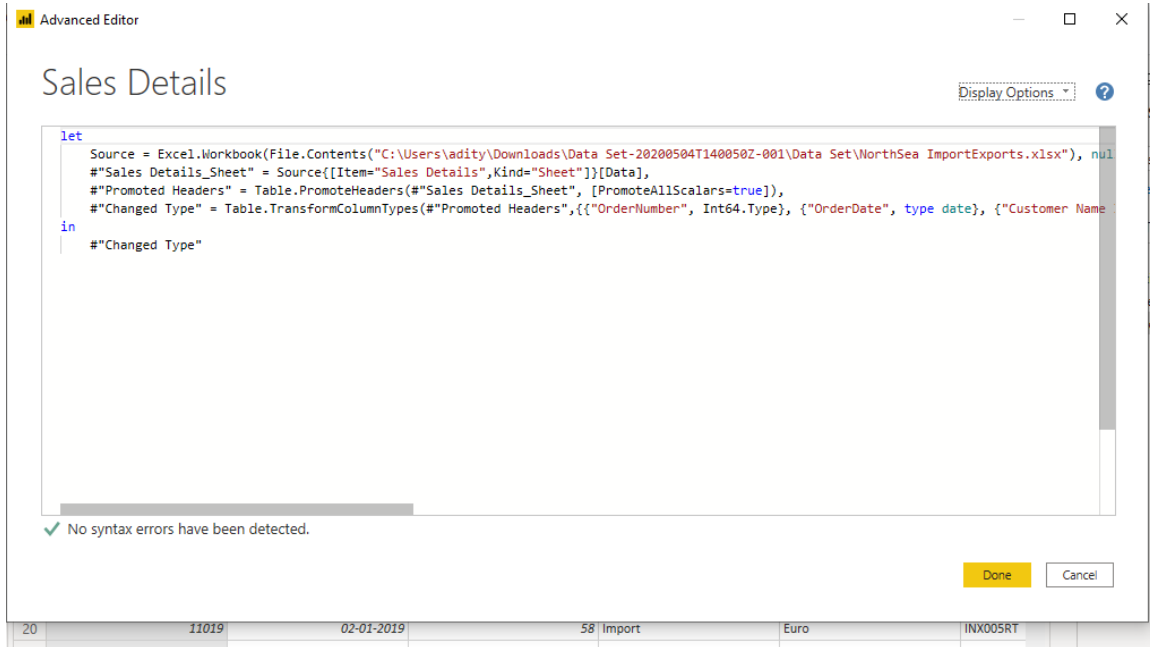 Advanced Editor
Sales Details
Display Options
?
let
Source = Excel.Workbook(File.Contents("C:\Users\adity\Downloads\Data Set-20200504T140050Z-001\Data Set\NorthSea ImportExports.xlsx"), nul
#"Sales Details_Sheet" = Source{[Item="Sales Details",Kind="Sheet"]}[Data],
#"Promoted Headers" = Table.PromoteHeaders(#"Sales Details_Sheet", [PromoteAllScalars=true]),
#"Changed Type" = Table.TransformColumnTypes(#"Promoted Headers",{{"OrderNumber", Int64.Type}, {"OrderDate", type date}, {"Customer Name
in
#"Changed Type"
No syntax errors have been detected.
Done Cancel
20 11019 02-01-2019 58 Import Euro INX005RT